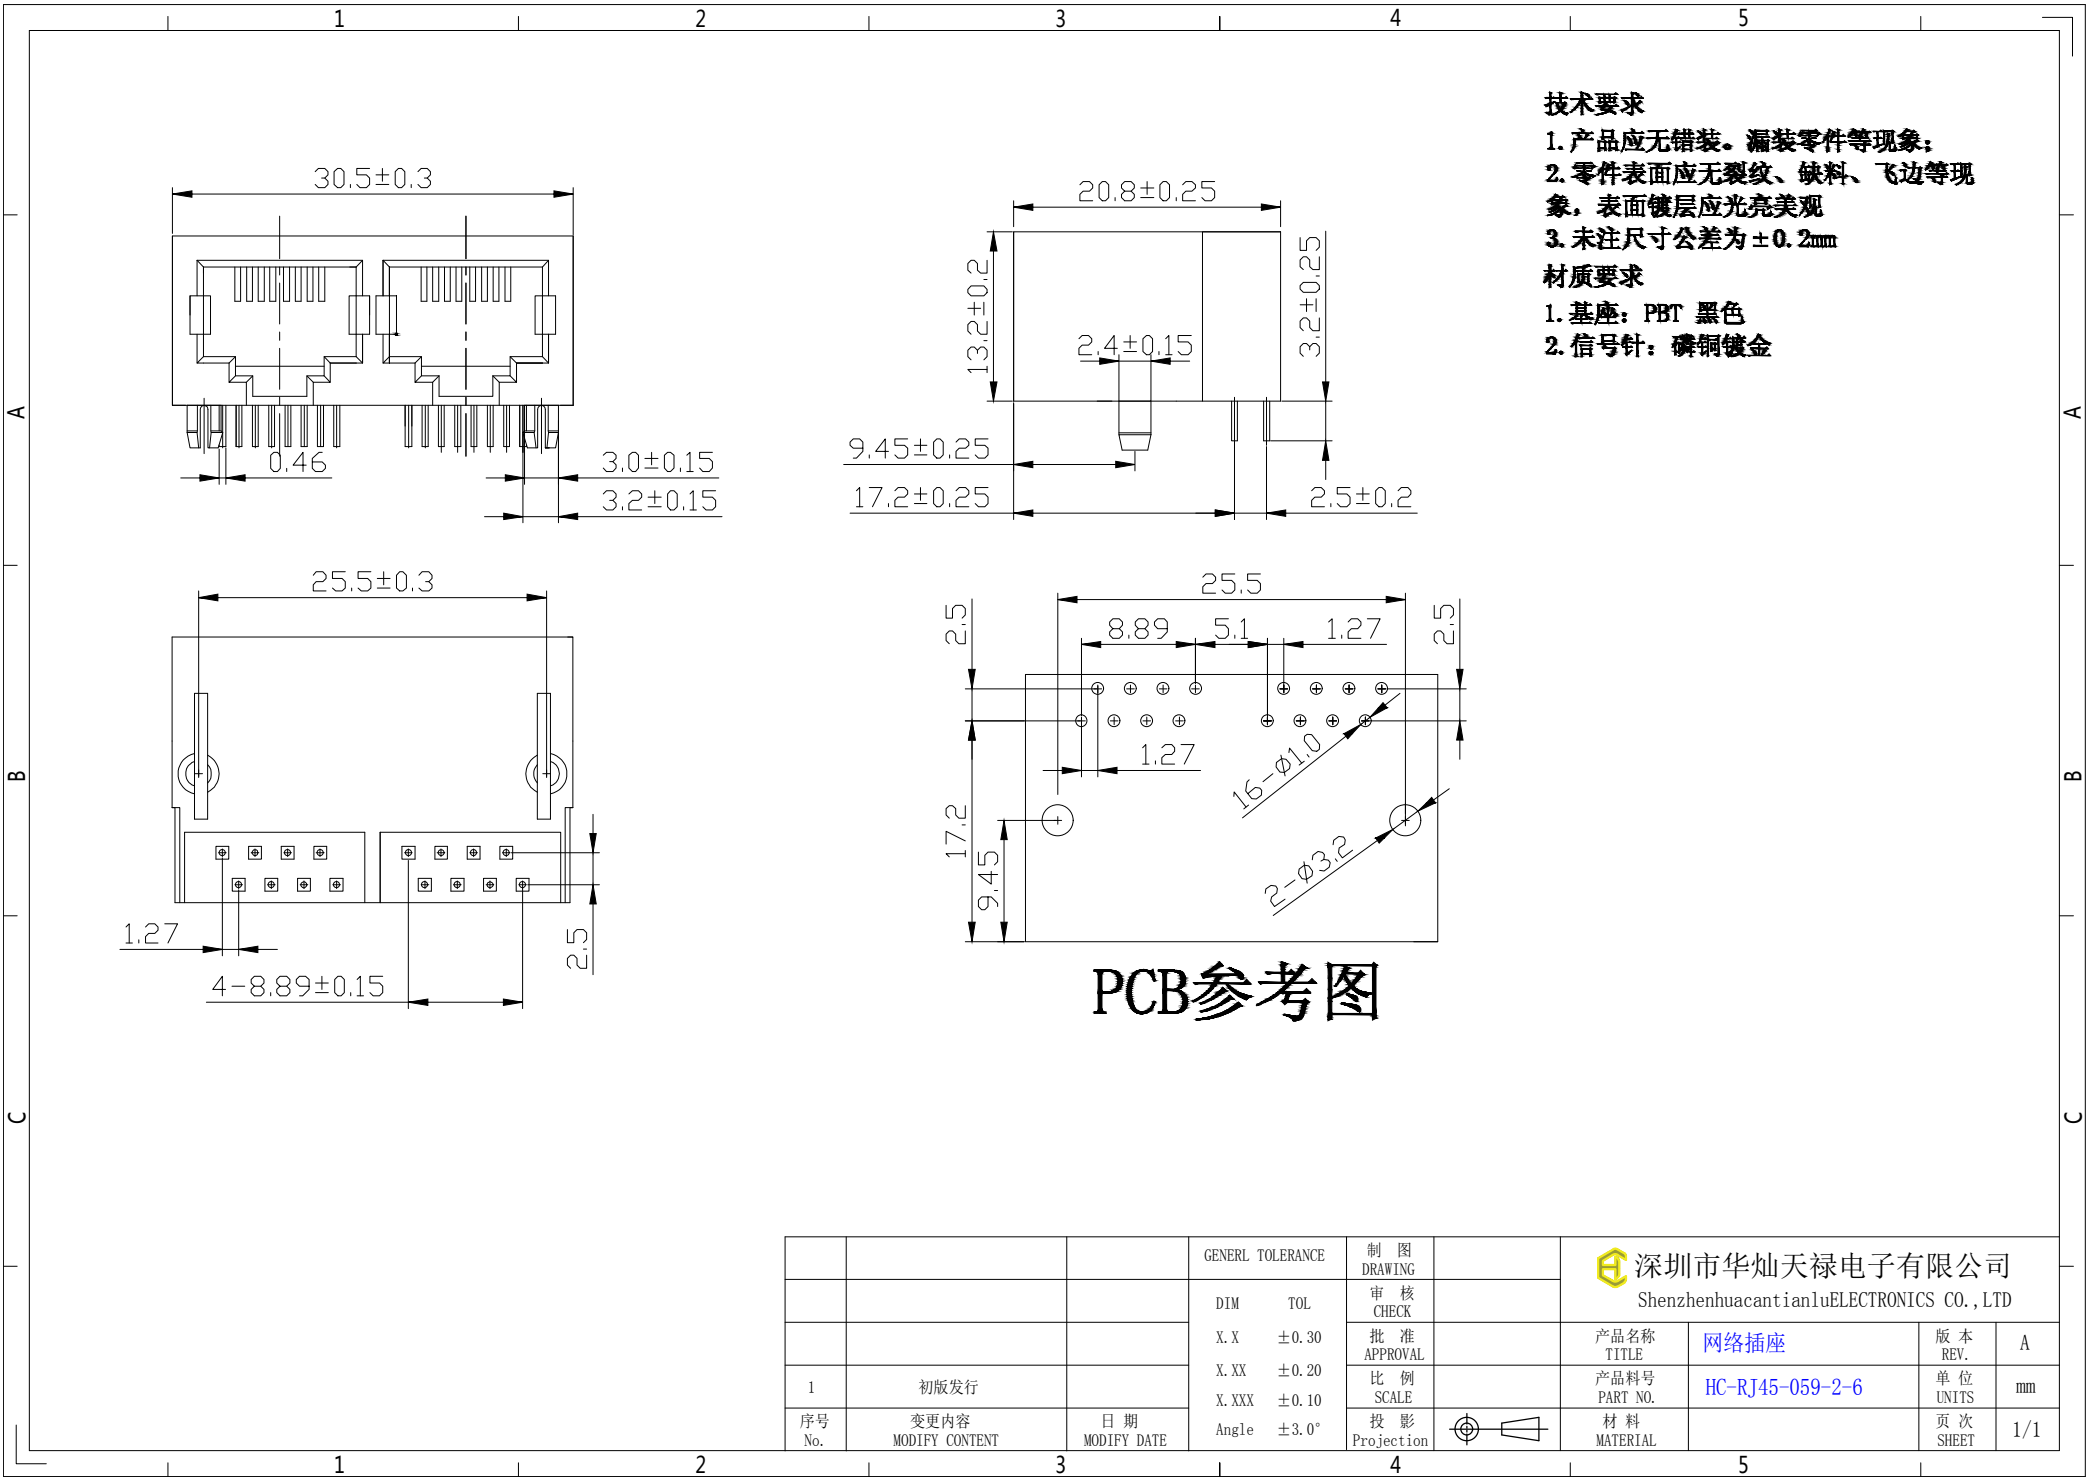 1 2 3 4 5
技术要求
1.产品应无错装。漏装零件等现象;
2.零件表面应无裂纹、缺料、飞边等现
象，表面镀层应光亮美观
3.未注尺寸公差为±0.2mm
材质要求
1.基座：PBT 黑色
2.信号针：磷铜镀金
30.5±0.3
0.46
3.0±0.15
3.2±0.15
20.8±0.25
13.2±0.2
2.4±0.15
3.2±0.25
9.45±0.25
17.2±0.25
2.5±0.2
A
A
25.5±0.3
1.27
4-8.89±0.15
2.5
25.5
2.5
8.89
5.1
1.27
2.5
1.27
16-Ø1.0
17.2
9.45
2-Ø3.2
PCB参考图
B
B
C
C
GENERL TOLERANCE
DIM TOL
X.X ±0.30
X.XX ±0.20
X.XXX ±0.10
Angle ±3.0°
制 图
DRAWING
审 核
CHECK
批 准
APPROVAL
比 例
SCALE
投 影
Projection
深圳市华灿天禄电子有限公司
ShenzhenhuacantianluELECTRONICS CO.,LTD
产品名称
TITLE
网络插座
版 本
REV.
A
产品料号
PART NO.
HC-RJ45-059-2-6
单 位
UNITS
mm
材 料
MATERIAL
页 次
SHEET
1/1
1 初版发行
序号
No.
变更内容
MODIFY CONTENT
日 期
MODIFY DATE
1 2 3 4 5